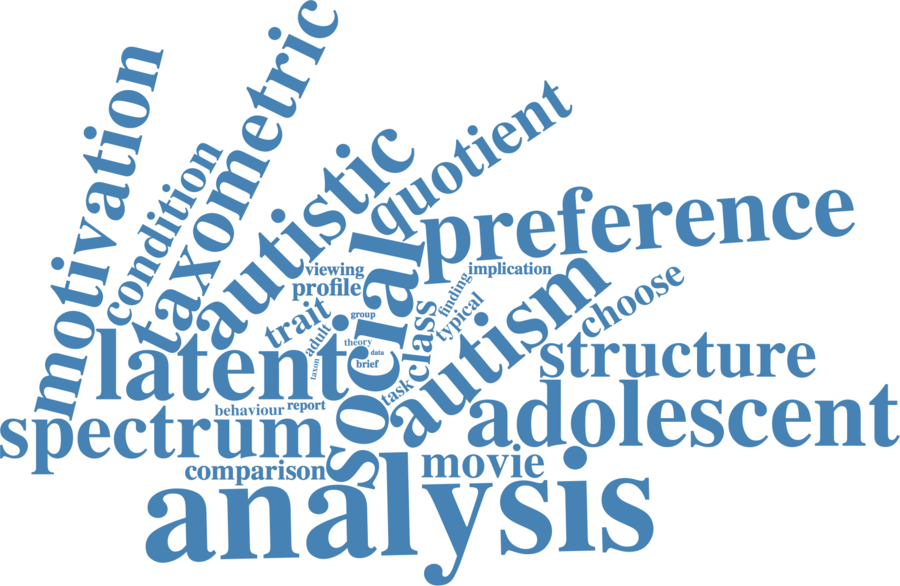 motivation
condition
taxometric
autistic
quotient
preference
viewing
profile
implication
trait
group
social
finding
typical
choose
adult
theory
data
brief
taxon
class
task
autism
latent
structure
behaviour
report
adolescent
spectrum
comparison
movie
analysis